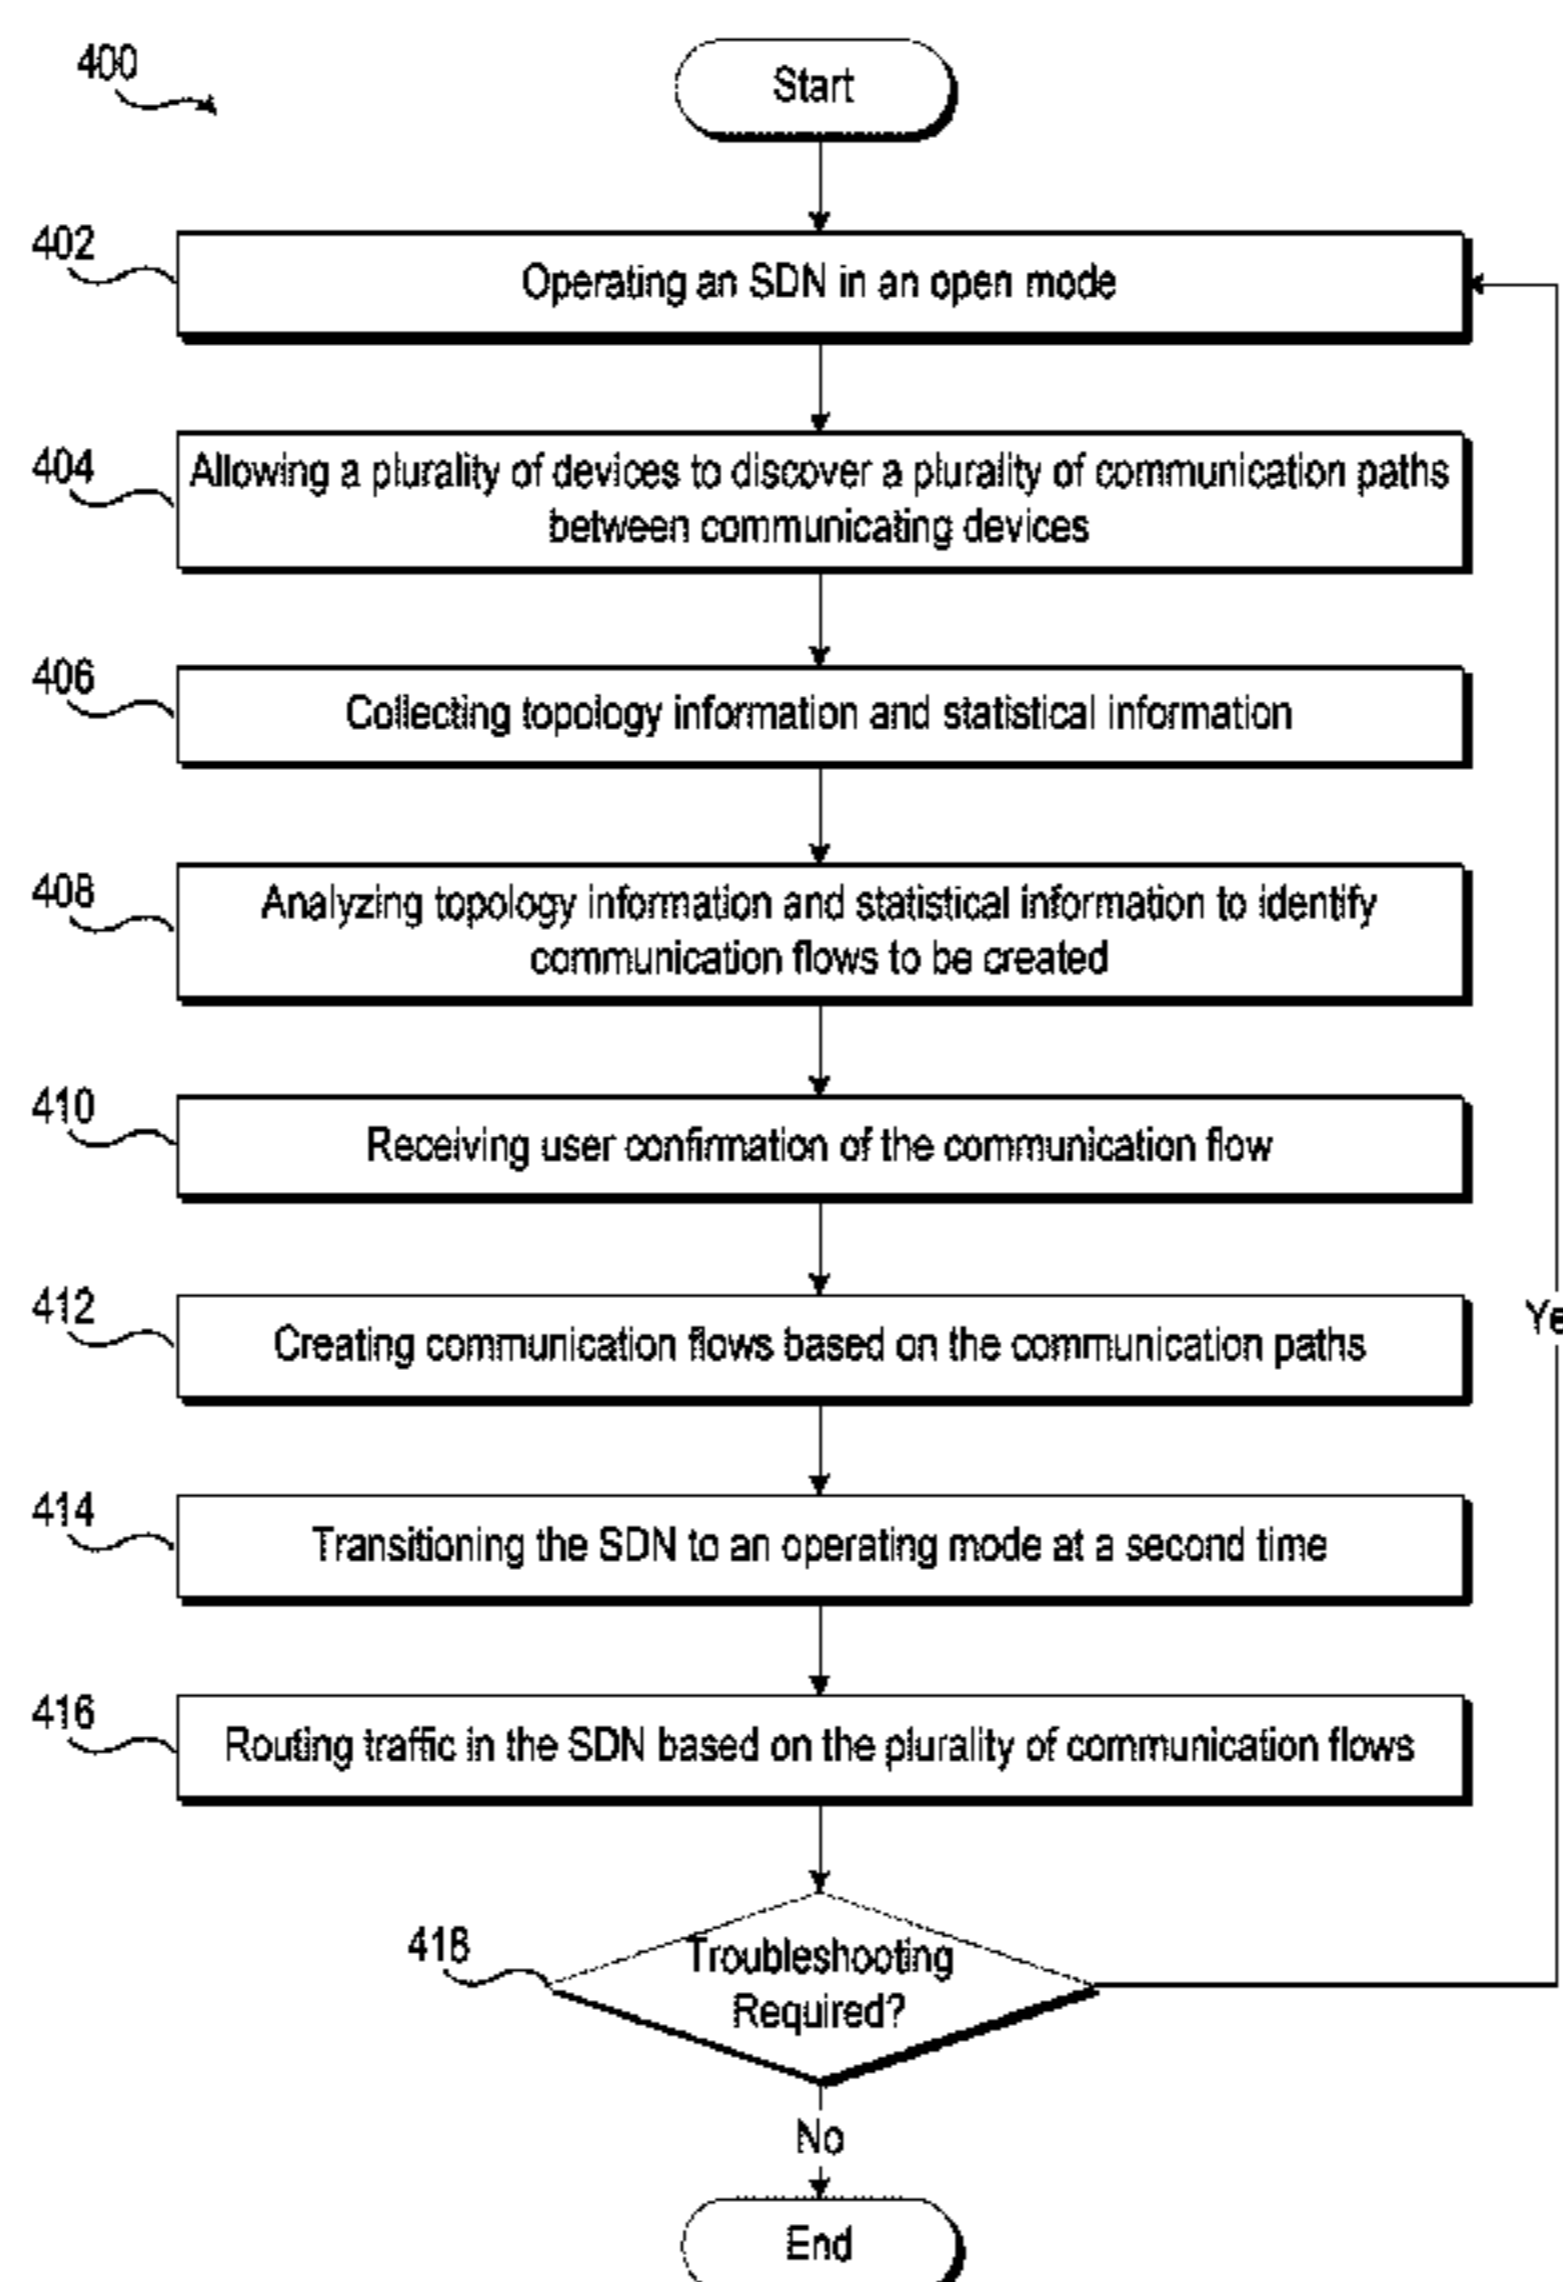 400
Start
402
Operating an SDN in an open mode
404
Allowing a plurality of devices to discover a plurality of communication paths
between communicating devices
406
Collecting topology information and statistical information
408
Analyzing topology information and statistical information to identify
communication flows to be created
410
Receiving user confirmation of the communication flow
412
Creating communication flows based on the communication paths
Ye
414
Transitioning the SDN to an operating mode at a second time
416
Routing traffic in the SDN based on the plurality of communication flows
418
Troubleshooting
Required?
No
End